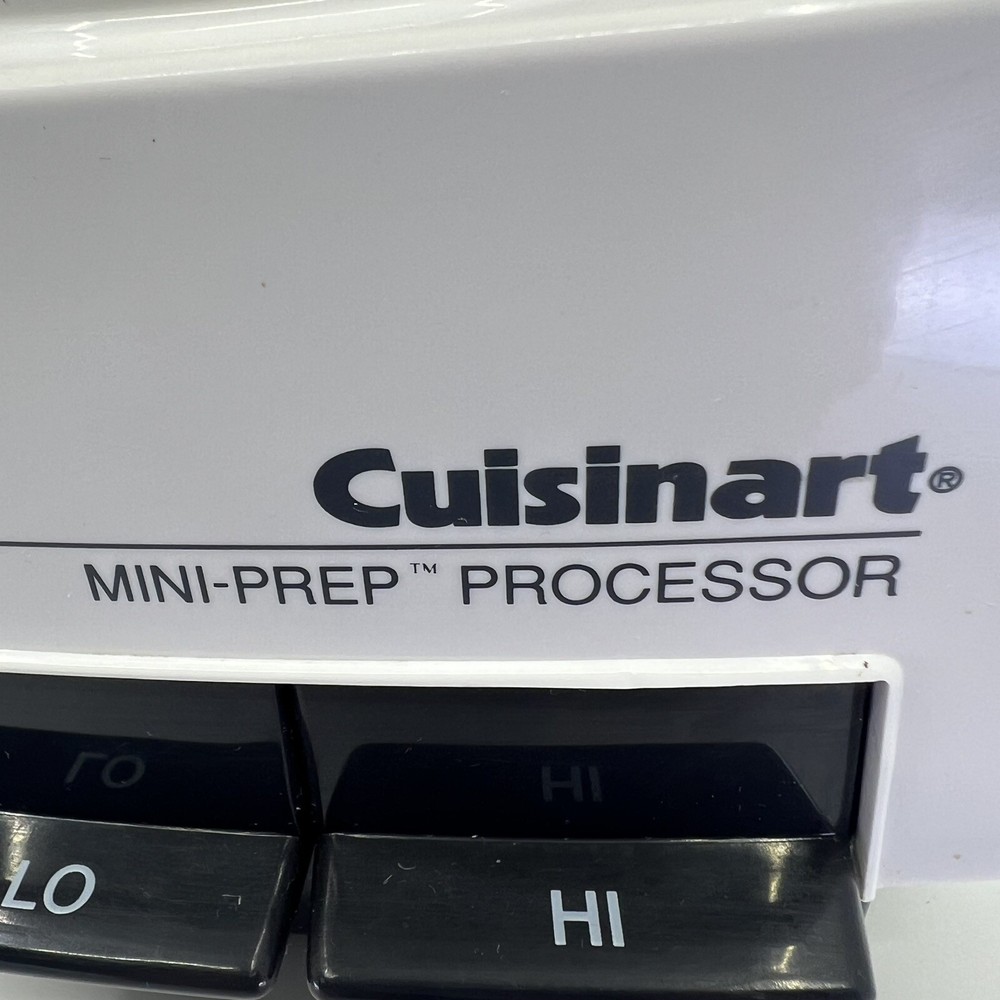 Cuisinart®
MINI-PREP™ PROCESSOR
LO HI
LO HI